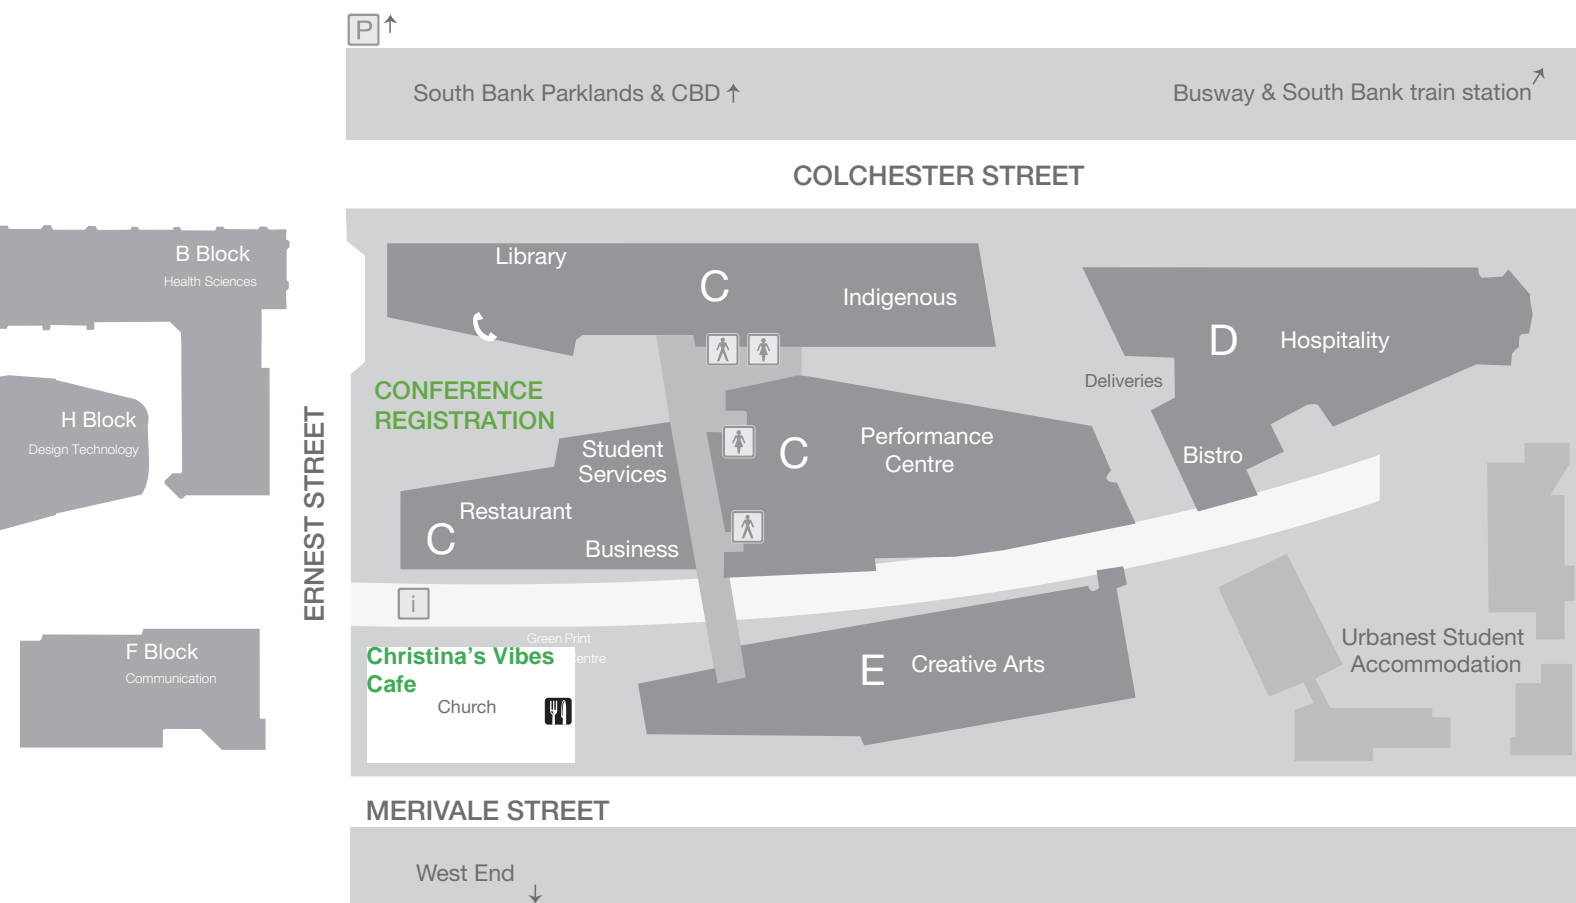 P
South Bank Parklands & CBD
Busway & South Bank train station
COLCHESTER STREET
B Block
Health Sciences
Library
C
Indigenous
D
Hospitality
Deliveries
CONFERENCE
REGISTRATION
H Block
Design Technology
ERNEST STREET
Student
Services
C
Performance
Centre
Bistro
Restaurant
C
Business
i
Green Print
entre
Christina's Vibes
Cafe
Church
E
Creative Arts
F Block
Communication
Urbanest Student
Accommodation
MERIVALE STREET
West End